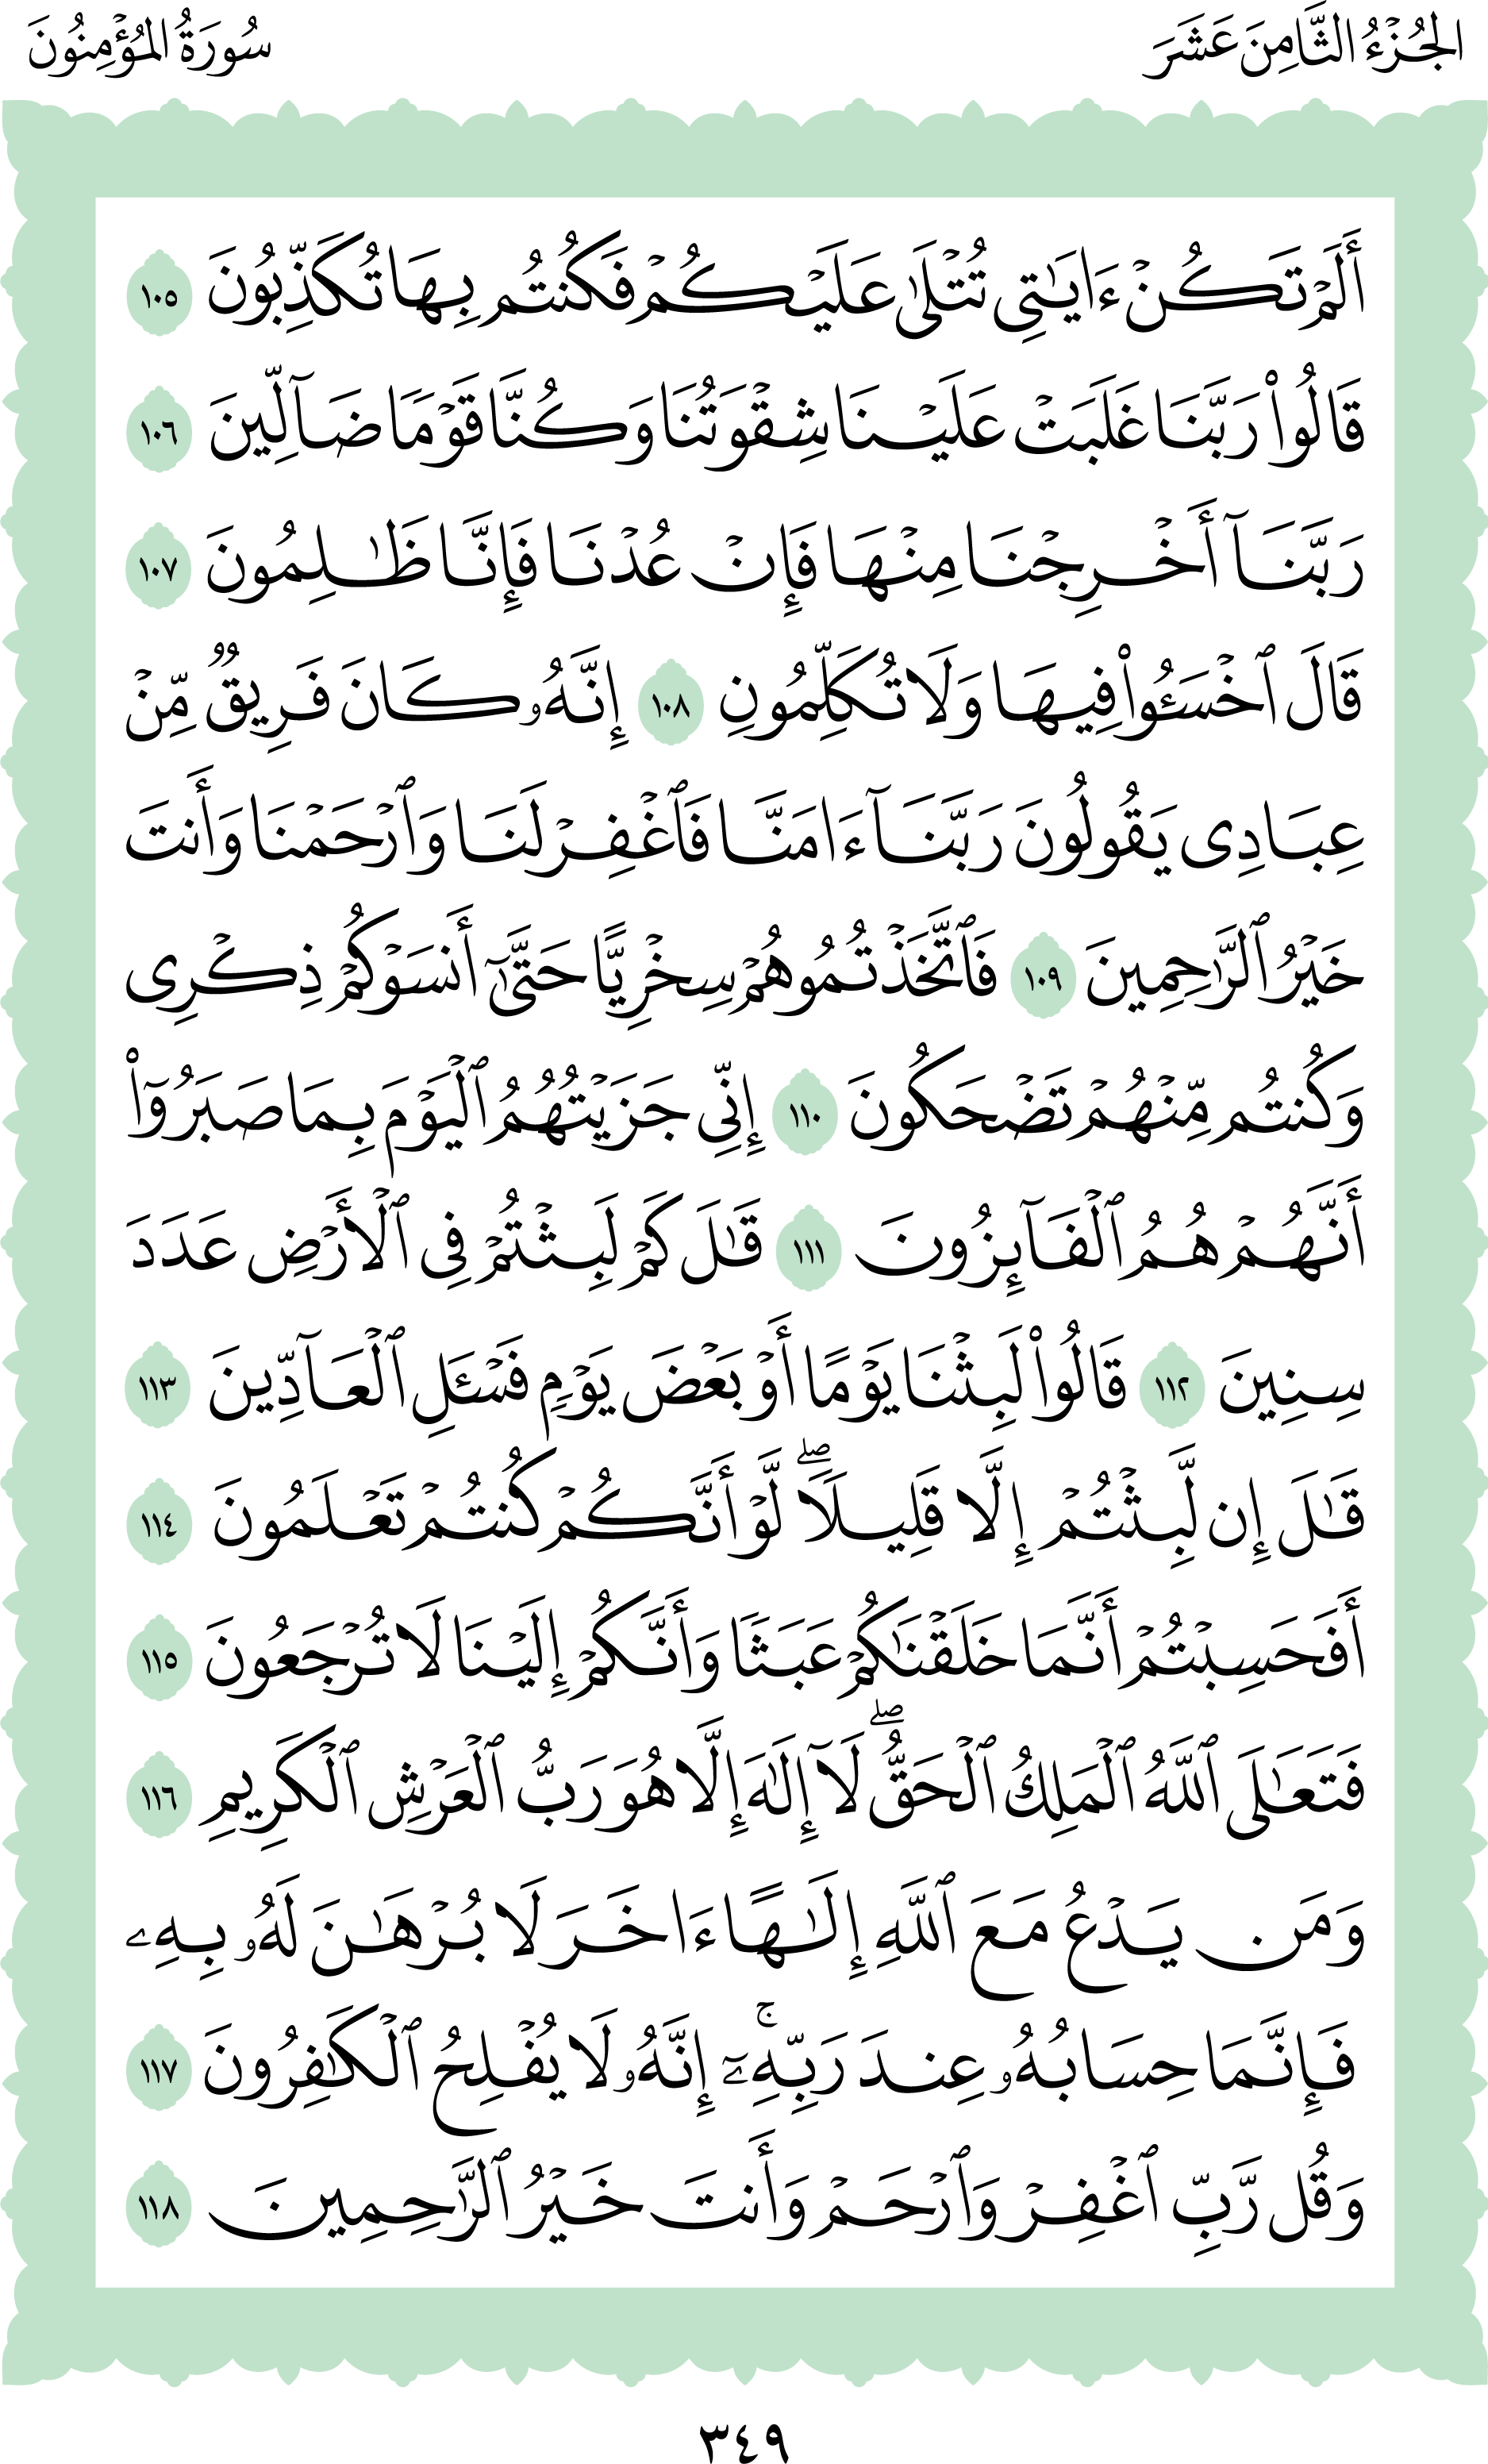 الجُزْءُ الثَّامِنَ عَشَرَ
سُورَةُ المُؤْمِنُونَ
أَلَمْ تَكُنْ ءَايَٰتِى تُتْلَىٰ عَلَيْكُمْ فَكُنتُم بِهَا تُكَذِّبُونَ ١٠٥
قَالُوا۟ رَبَّنَا غَلَبَتْ عَلَيْنَا شِقْوَتُنَا وَكُنَّا قَوْمًا ضَآلِّينَ ١٠٦
رَبَّنَآ أَخْرِجْنَا مِنْهَا فَإِنْ عُدْنَا فَإِنَّا ظَٰلِمُونَ ١٠٧
قَالَ ٱخْسَـُٔوا۟ فِيهَا وَلَا تُكَلِّمُونِ ١٠٨ إِنَّهُۥ كَانَ فَرِيقٌ مِّنْ
عِبَادِى يَقُولُونَ رَبَّنَآ ءَامَنَّا فَٱغْفِرْ لَنَا وَٱرْحَمْنَا وَأَنتَ
خَيْرُ ٱلرَّٰحِمِينَ ١٠٩ فَٱتَّخَذْتُمُوهُمْ سِخْرِيًّا حَتَّىٰٓ أَنسَوْكُمْ ذِكْرِى
وَكُنتُم مِّنْهُمْ تَضْحَكُونَ ١١٠ إِنِّى جَزَيْتُهُمُ ٱلْيَوْمَ بِمَا صَبَرُوٓا۟
أَنَّهُمْ هُمُ ٱلْفَآئِزُونَ ١١١ قَٰلَ كَمْ لَبِثْتُمْ فِى ٱلْأَرْضِ عَدَدَ
سِنِينَ ١١٢ قَالُوا۟ لَبِثْنَا يَوْمًا أَوْ بَعْضَ يَوْمٍ فَسْـَٔلِ ٱلْعَآدِّينَ ١١٣
قَٰلَ إِن لَّبِثْتُمْ إِلَّا قَلِيلًا ۖ لَّوْ أَنَّكُمْ كُنتُمْ تَعْلَمُونَ ١١٤
أَفَحَسِبْتُمْ أَنَّمَا خَلَقْنَٰكُمْ عَبَثًا وَأَنَّكُمْ إِلَيْنَا لَا تُرْجَعُونَ ١١٥
فَتَعَٰلَى ٱللَّهُ ٱلْمَلِكُ ٱلْحَقُّ ۖ لَآ إِلَٰهَ إِلَّا هُوَ رَبُّ ٱلْعَرْشِ ٱلْكَرِيمِ ١١٦
وَمَن يَدْعُ مَعَ ٱللَّهِ إِلَٰهًا ءَاخَرَ لَا بُرْهَٰنَ لَهُۥ بِهِۦ
فَإِنَّمَا حِسَابُهُۥ عِندَ رَبِّهِۦٓ ۚ إِنَّهُۥ لَا يُفْلِحُ ٱلْكَٰفِرُونَ ١١٧
وَقُل رَّبِّ ٱغْفِرْ وَٱرْحَمْ وَأَنتَ خَيْرُ ٱلرَّٰحِمِينَ ١١٨
٣٤٩